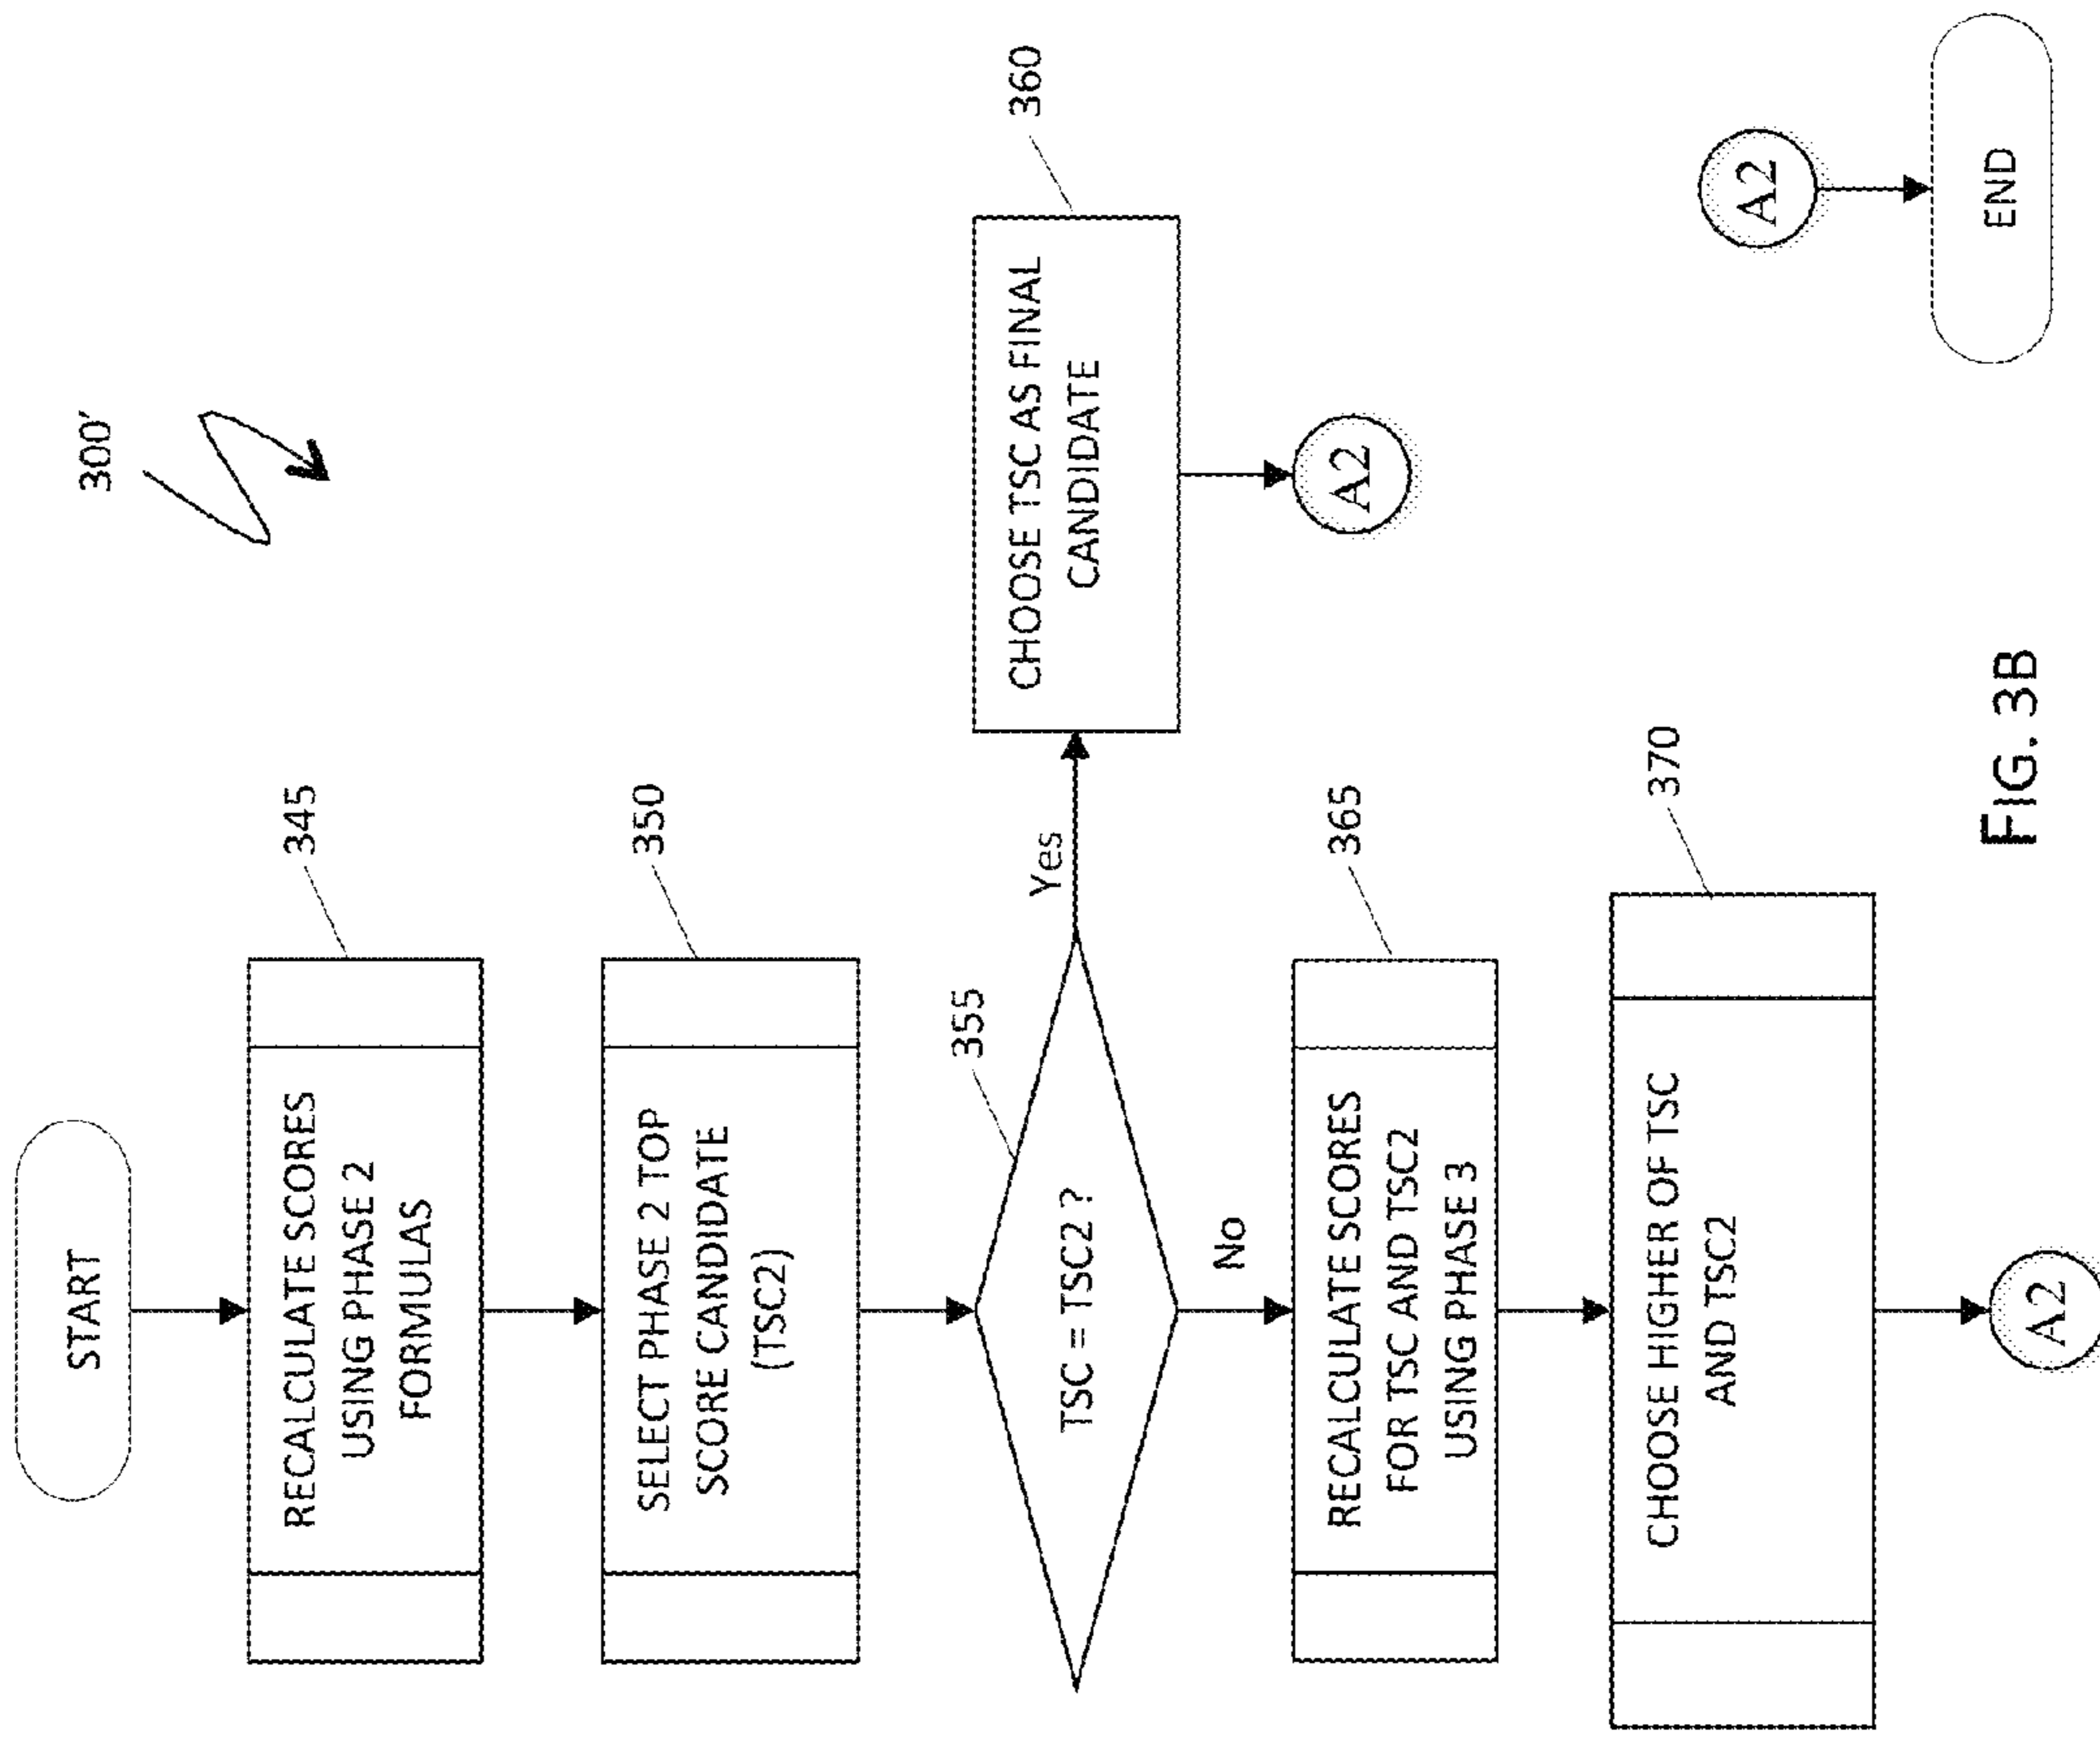 300'
START
RECALCULATE SCORES
USING PHASE 2
FORMULAS
345
SELECT PHASE 2 TOP
SCORE CANDIDATE
(TSC2)
350
355
TSC = TSC2 ?
Yes
CHOOSE TSC AS FINAL
CANDIDATE
360
A2
No
RECALCULATE SCORES
FOR TSC AND TSC2
USING PHASE 3
365
CHOOSE HIGHER OF TSC
AND TSC2
370
A2
A2
END
FIG. 3B